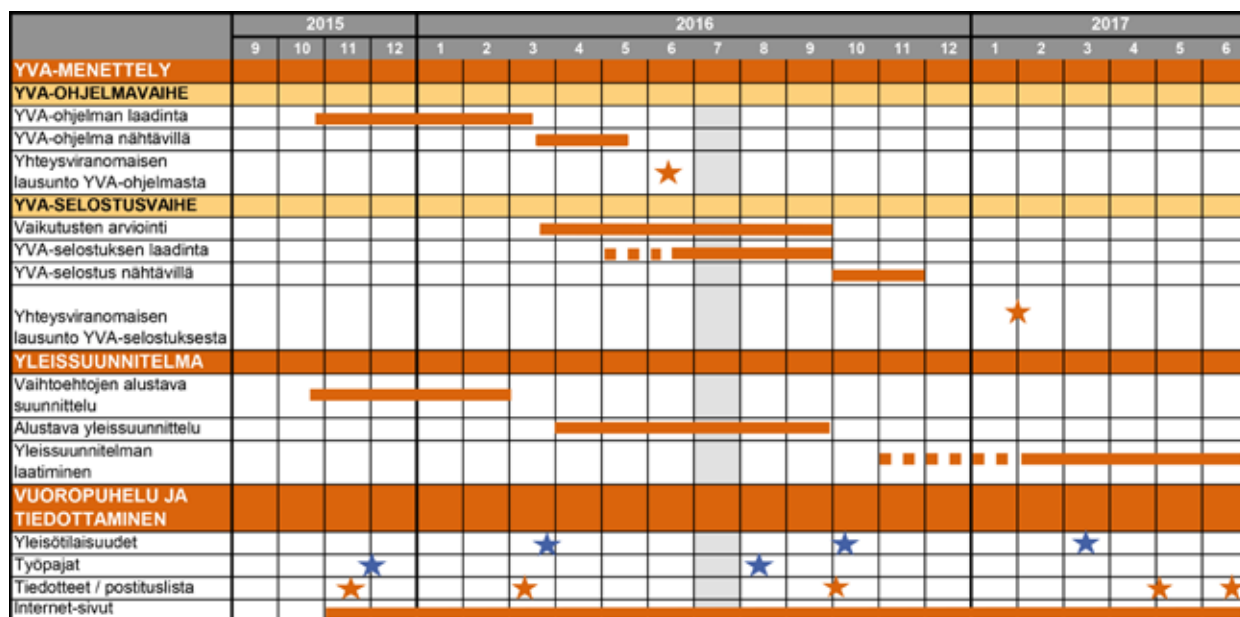 2015 2016 2017
9 10 11 12 1 2 3 4 5 6 7 8 9 10 11 12 1 2 3 4 5 6
YVA-MENETTELY
YVA-OHJELMAVAIHE
YVA-ohjelman laadinta
YVA-ohjelma nähtävillä
Yhteysviranomaisen
lausunto YVA-ohjelmasta
YVA-SELOSTUSVAIHE
Vaikutusten arviointi
YVA-selostuksen laadinta
YVA-selostus nähtävillä
Yhteysviranomaisen
lausunto YVA-selostuksesta
YLEISSUUNNITELMA
Vaihtoehtojen alustava
suunnittelu
Alustava yleissuunnittelu
Yleissuunnitelman
laatiminen
VUOROPUHELU JA
TIEDOTTAMINEN
Yleisötilaisuudet
Työpajat
Tiedotteet / postituslista
Internet-sivut